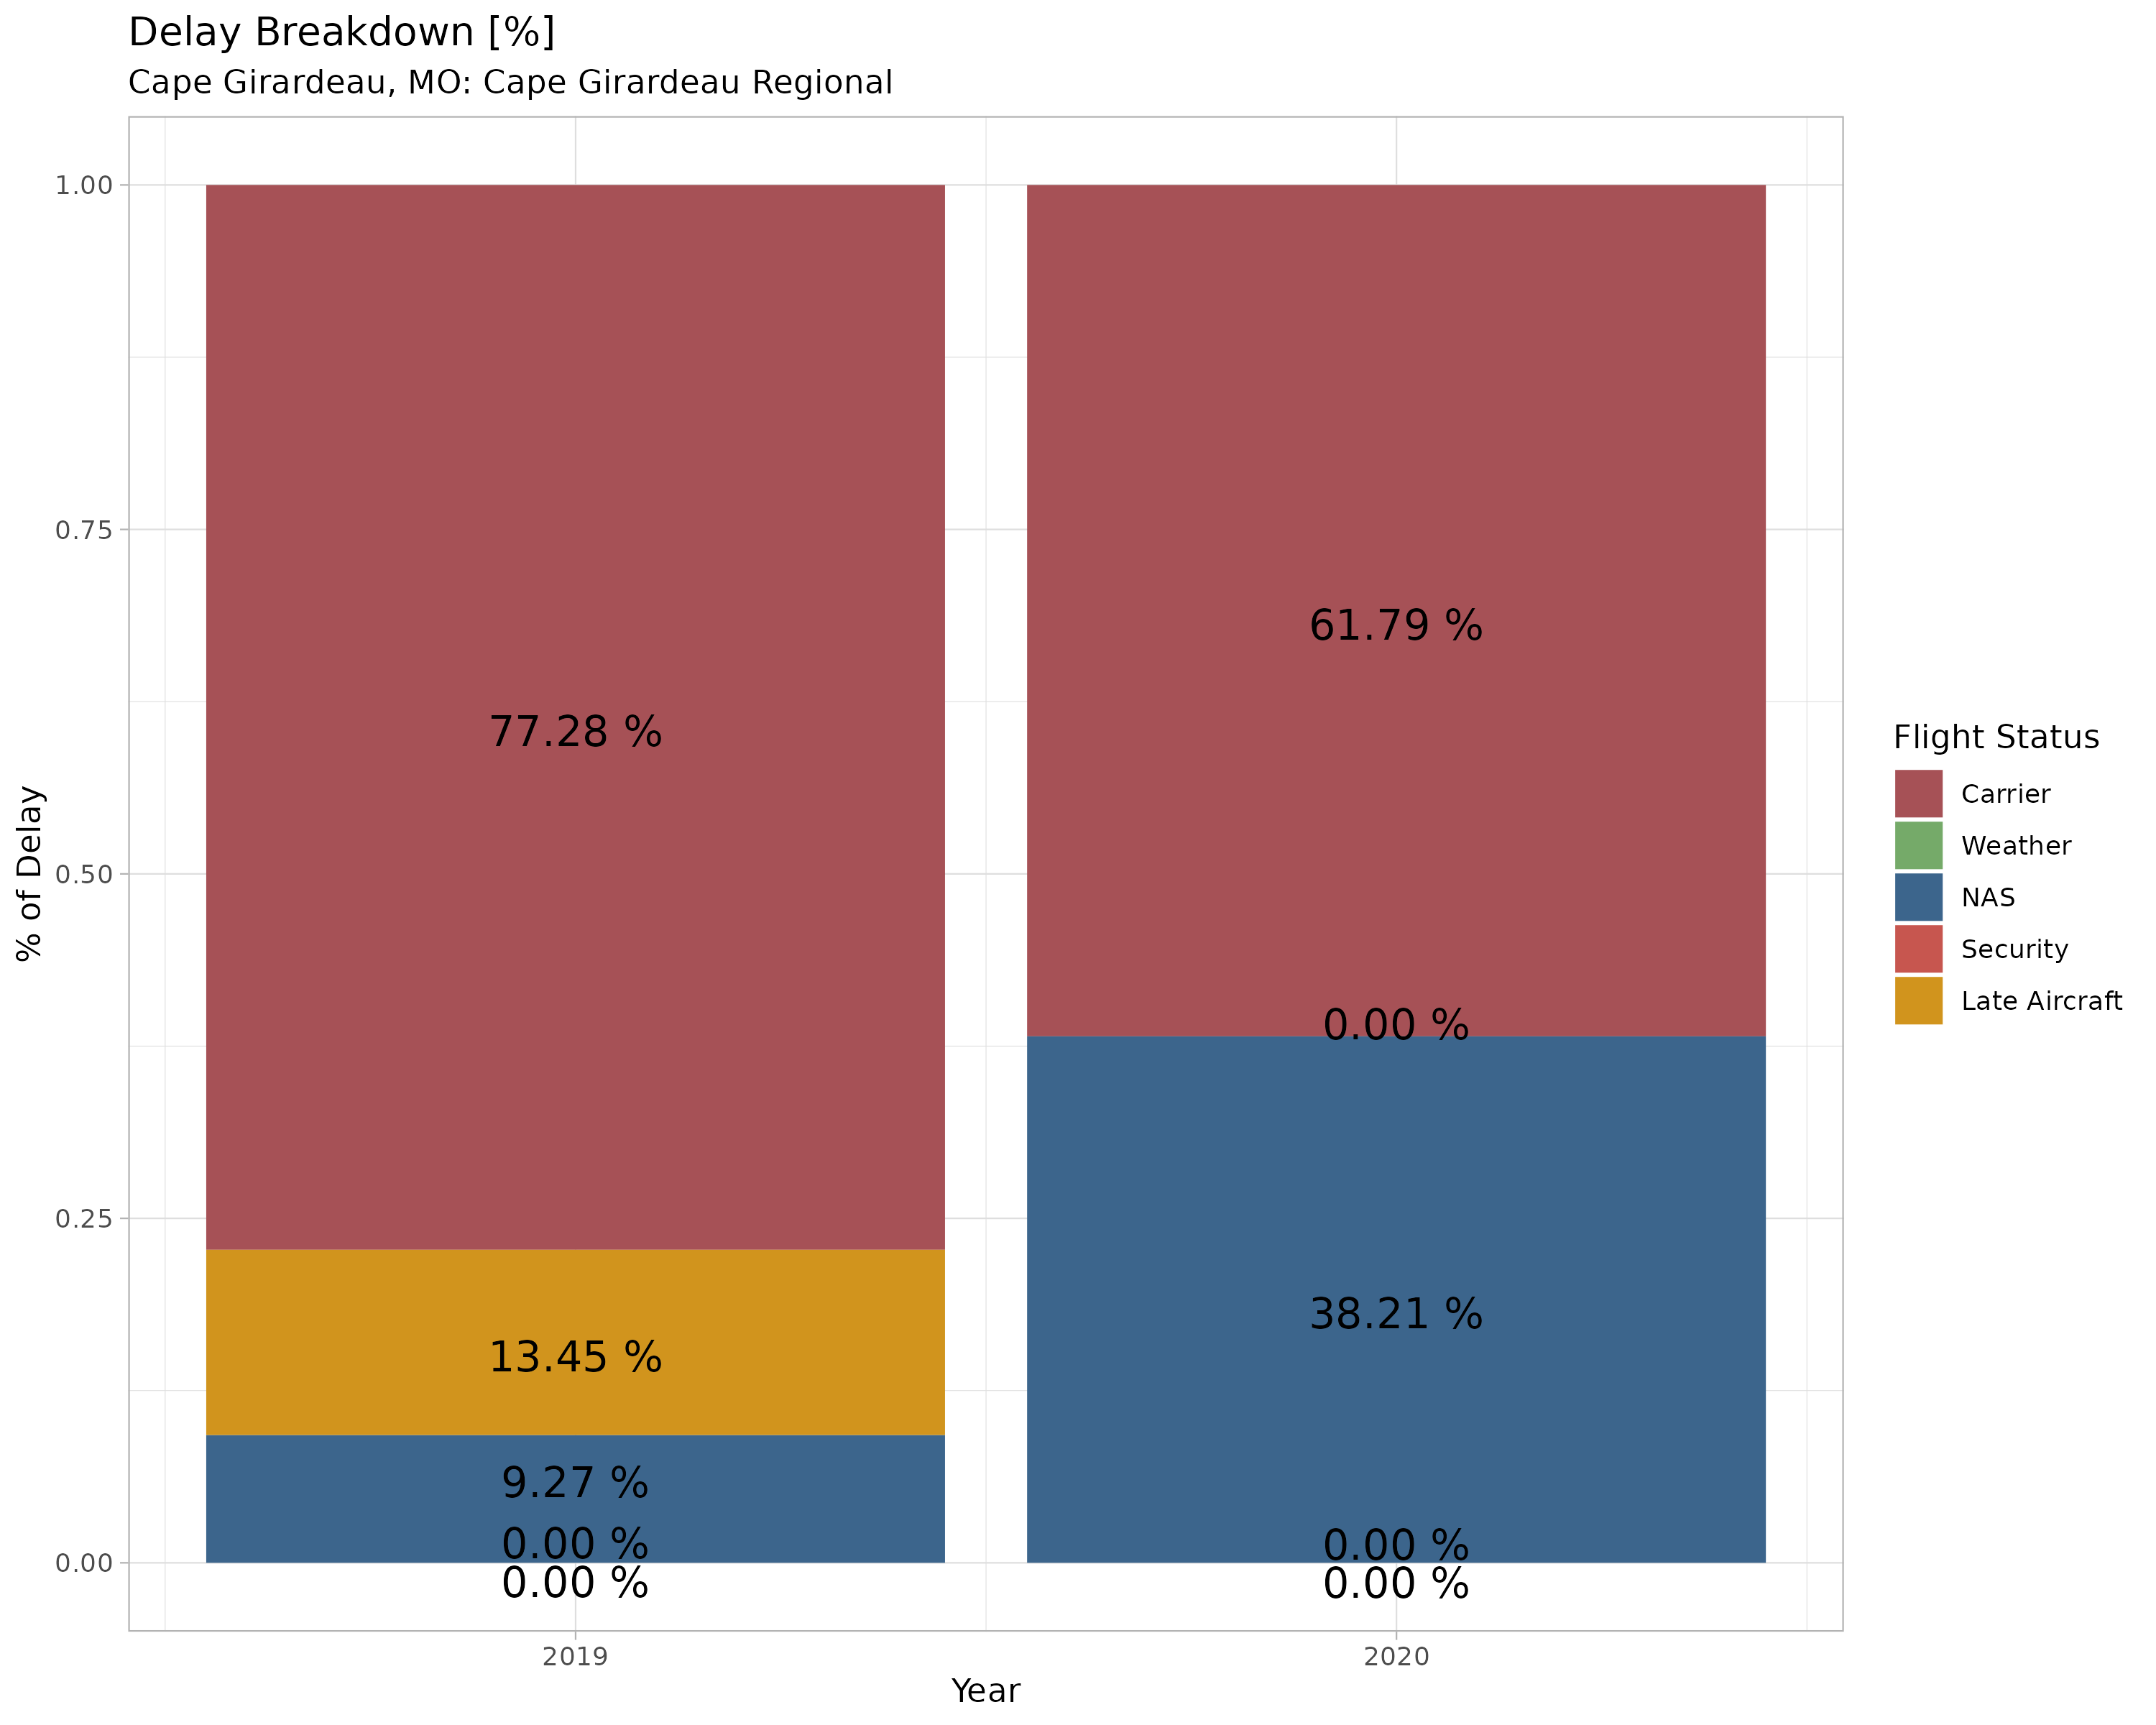 Delay Breakdown [%]
Cape Girardeau, MO: Cape Girardeau Regional
% of Delay
1.00
0.75
0.50
0.25
0.00
77.28 %
13.45 %
9.27 %
0.00 %
0.00 %
61.79 %
0.00 %
38.21 %
0.00 %
0.00 %
2019
2020
Year
Flight Status
Carrier
Weather
NAS
Security
Late Aircraft